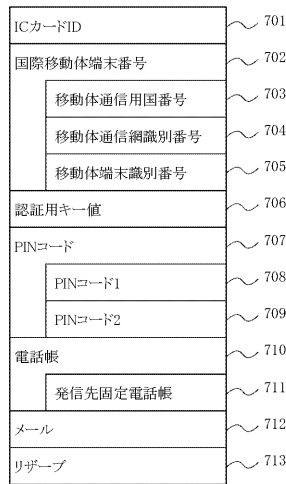 ICカードID 701
国際移動体端末番号 702
移動体通信用国番号 703
移動体通信網識別番号 704
移動体端末識別番号 705
認証用キー値 706
PINコード 707
PINコード1 708
PINコード2 709
電話帳 710
発信先固定電話帳 711
メール 712
リザーブ 713